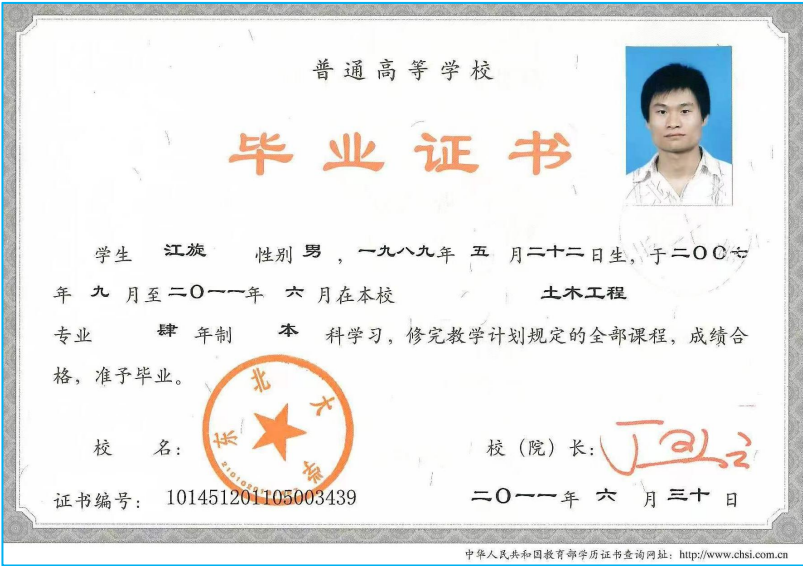 普通高等学校
毕业证书
学生 江旋 性别 男 ，一九八九年 五 月二十二日生，于二〇〇七
年 九 月至二〇一一年 六 月在本校 土木工程
专业 肆 年制 本 科学习，修完教学计划规定的全部课程，成绩合
格，准予毕业。
东北大学
校 名：
校（院）长：
证书编号： 101451201105003439
二〇一一年 六 月 三十 日
中华人民共和国教育部学历证书查询网址：http://www.chsi.com.cn